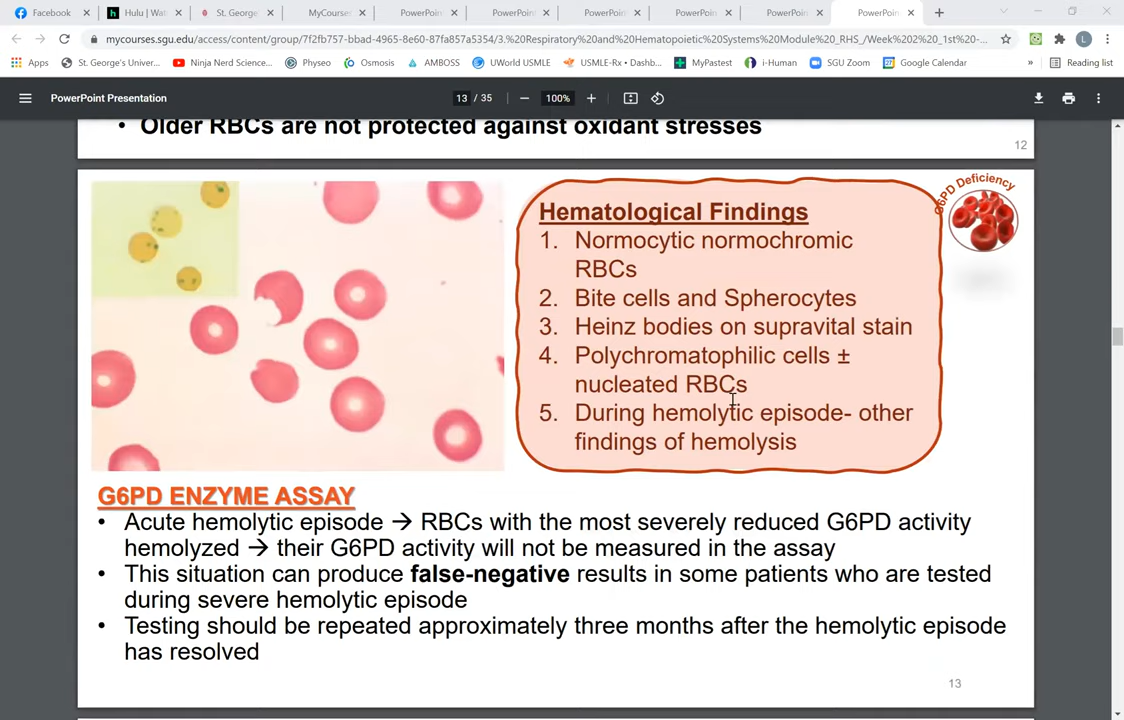 Facebook
Hulu | Wat
St. George
MyCourses
PowerPoin
PowerPoin
PowerPoin
PowerPoin
PowerPoin
PowerPoin
mycourses.sgu.edu/access/content/group/7f2fb757-bbad-4965-8e60-87fa857a5354/3.%20Respiratory%20and%20Hematopoietic%20Systems%20Module%20_RHS_/Week%202%20_1st%20-...
L
Apps
St. George's Univer...
Ninja Nerd Science...
Physeo
Osmosis
AMBOSS
UWorld USMLE
USMLE-Rx • Dashb...
MyPastest
i-Human
SGU Zoom
Google Calendar
»
Reading list
PowerPoint Presentation
13 / 35
100%
• Older RBCs are not protected against oxidant stresses
12
G6PD Deficiency
Hematological Findings
1. Normocytic normochromic
RBCs
2. Bite cells and Spherocytes
3. Heinz bodies on supravital stain
4. Polychromatophilic cells ±
nucleated RBCs
5. During hemolytic episode- other
findings of hemolysis
G6PD ENZYME ASSAY
• Acute hemolytic episode → RBCs with the most severely reduced G6PD activity
hemolyzed → their G6PD activity will not be measured in the assay
• This situation can produce false-negative results in some patients who are tested
during severe hemolytic episode
• Testing should be repeated approximately three months after the hemolytic episode
has resolved
13